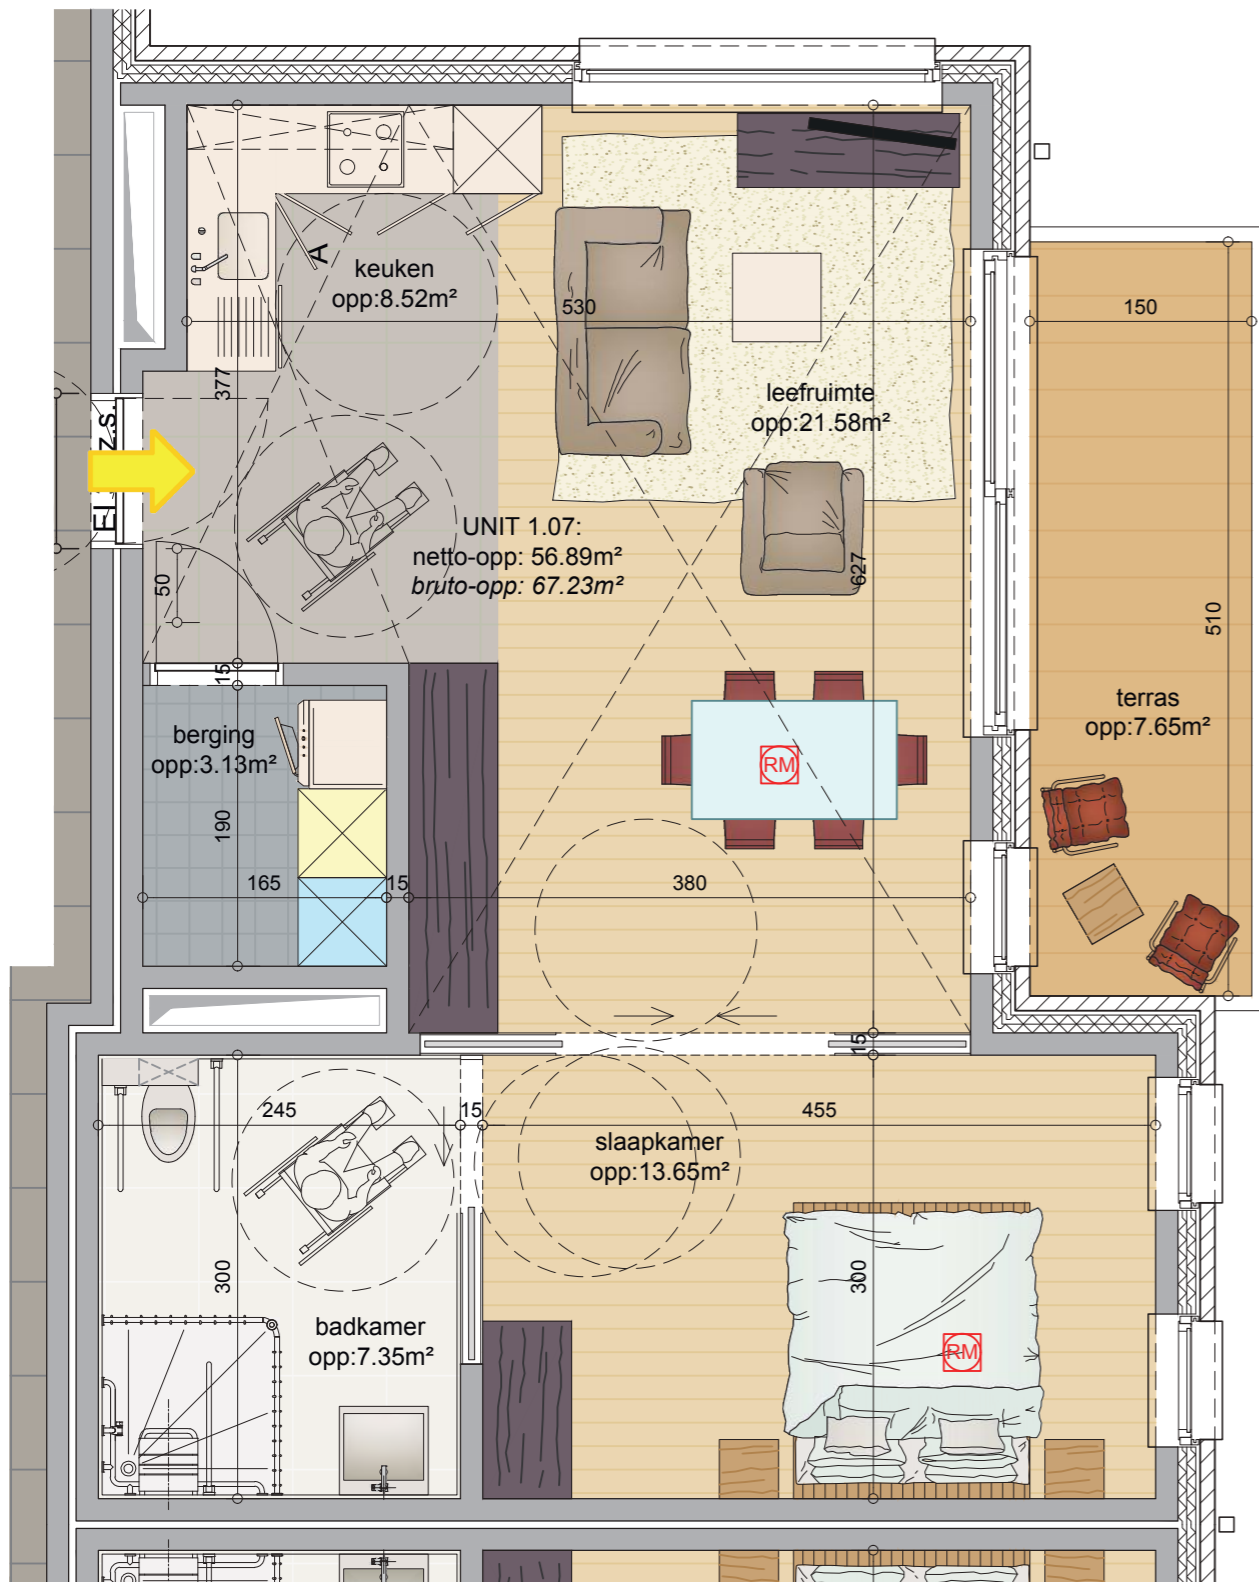 A
keuken
opp:8.52m²
530
150
377
leefruimte
opp:21.58m²
z.s.
EI
UNIT 1.07:
netto-opp: 56.89m²
bruto-opp: 67.23m²
627
50
510
15
terras
opp:7.65m²
berging
opp:3.13m²
RM
190
165
15
380
15
245
15
455
slaapkamer
opp:13.65m²
300
300
badkamer
opp:7.35m²
RM